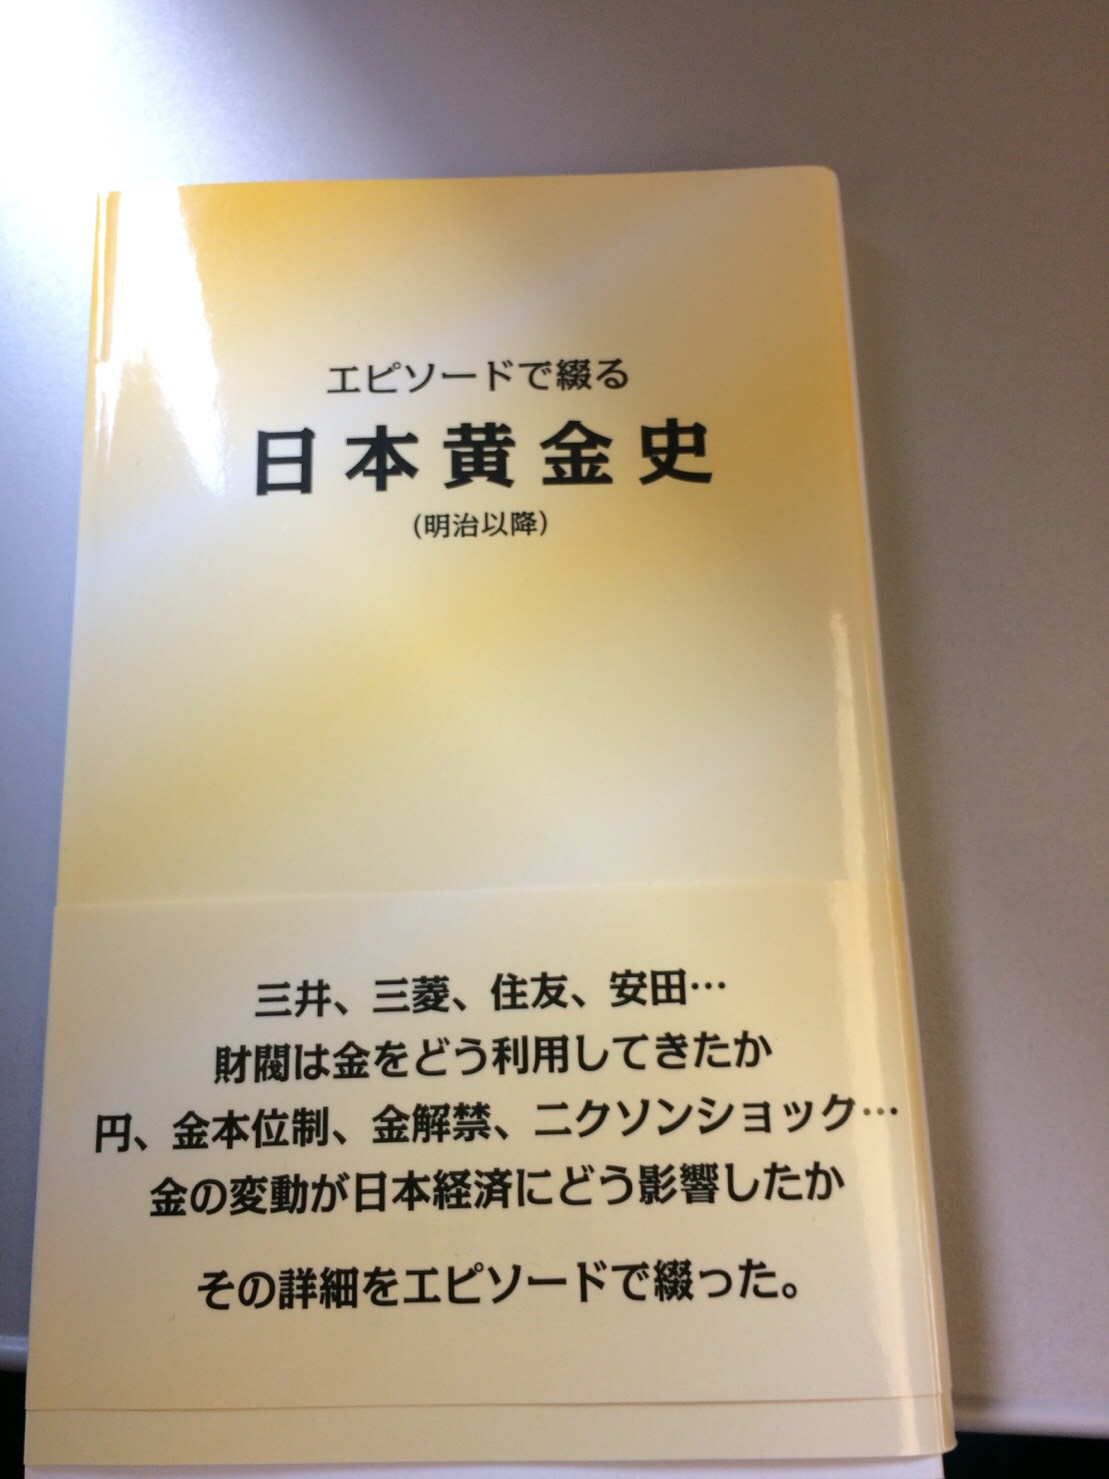 エピソードで綴る
日本黄金史
(明治以降)
三井、三菱、住友、安田…
財閥は金をどう利用してきたか
円、金本位制、金解禁、ニクソンショック…
金の変動が日本経済にどう影響したか
その詳細をエピソードで綴った。